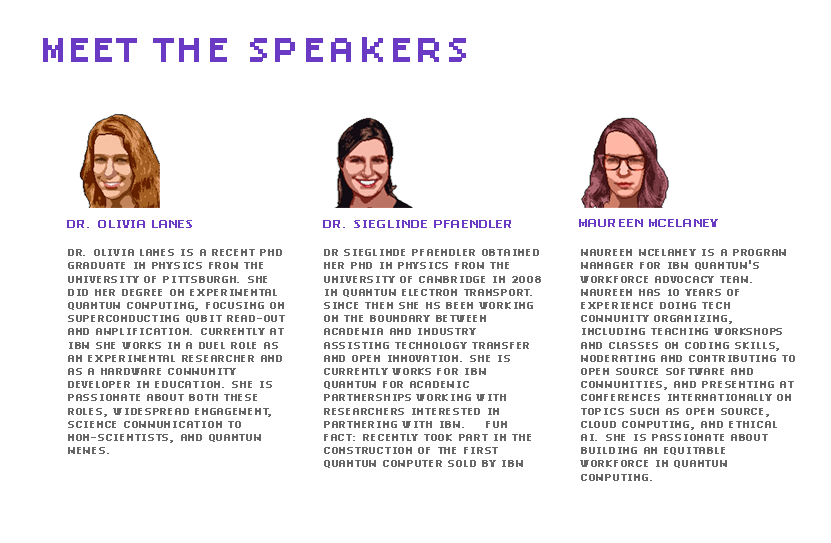 MEET THE SPEAKERS
DR. OLIVIA LANES
DR. OLIVIA LANES IS A RECENT PHD
GRADUATE IN PHYSICS FROM THE
UNIVERSITY OF PITTSBURGH. SHE
DID HER DEGREE ON EXPERIMENTAL
QUANTUM COMPUTING, FOCUSING ON
SUPERCONDUCTING QUBIT READ-OUT
AND AMPLIFICATION. CURRENTLY AT
IBM SHE WORKS IN A DUEL ROLE AS
AN EXPERIMENTAL RESEARCHER AND
AS A HARDWARE COMMUNITY
DEVELOPER IN EDUCATION. SHE IS
PASSIONATE ABOUT BOTH THESE
ROLES, WIDESPREAD ENGAGEMENT,
SCIENCE COMMUNICATION TO
NON-SCIENTISTS, AND QUANTUM
MEMES.
DR. SIEGLINDE PFAENDLER
DR SIEGLINDE PFAENDLER OBTAINED
HER PHD IN PHYSICS FROM THE
UNIVERSITY OF CAMBRIDGE IN 2008
IN QUANTUM ELECTRON TRANSPORT.
SINCE THEN SHE HS BEEN WORKING
ON THE BOUNDARY BETWEEN
ACADEMIA AND INDUSTRY
ASSISTING TECHNOLOGY TRANSFER
AND OPEN INNOVATION. SHE IS
CURRENTLY WORKS FOR IBM
QUANTUM FOR ACADEMIC
PARTNERSHIPS WORKING WITH
RESEARCHERS INTERESTED IN
PARTNERING WITH IBM. FUN
FACT: RECENTLY TOOK PART IN THE
CONSTRUCTION OF THE FIRST
QUANTUM COMPUTER SOLD BY IBM
MAUREEN MCELANEY
MAUREEN MCELANEY IS A PROGRAM
MANAGER FOR IBM QUANTUM'S
WORKFORCE ADVOCACY TEAM.
MAUREEN HAS 10 YEARS OF
EXPERIENCE DOING TECH
COMMUNITY ORGANIZING,
INCLUDING TEACHING WORKSHOPS
AND CLASSES ON CODING SKILLS,
MODERATING AND CONTRIBUTING TO
OPEN SOURCE SOFTWARE AND
COMMUNITIES, AND PRESENTING AT
CONFERENCES INTERNATIONALLY ON
TOPICS SUCH AS OPEN SOURCE,
CLOUD COMPUTING, AND ETHICAL
AI. SHE IS PASSIONATE ABOUT
BUILDING AN EQUITABLE
WORKFORCE IN QUANTUM
COMPUTING.